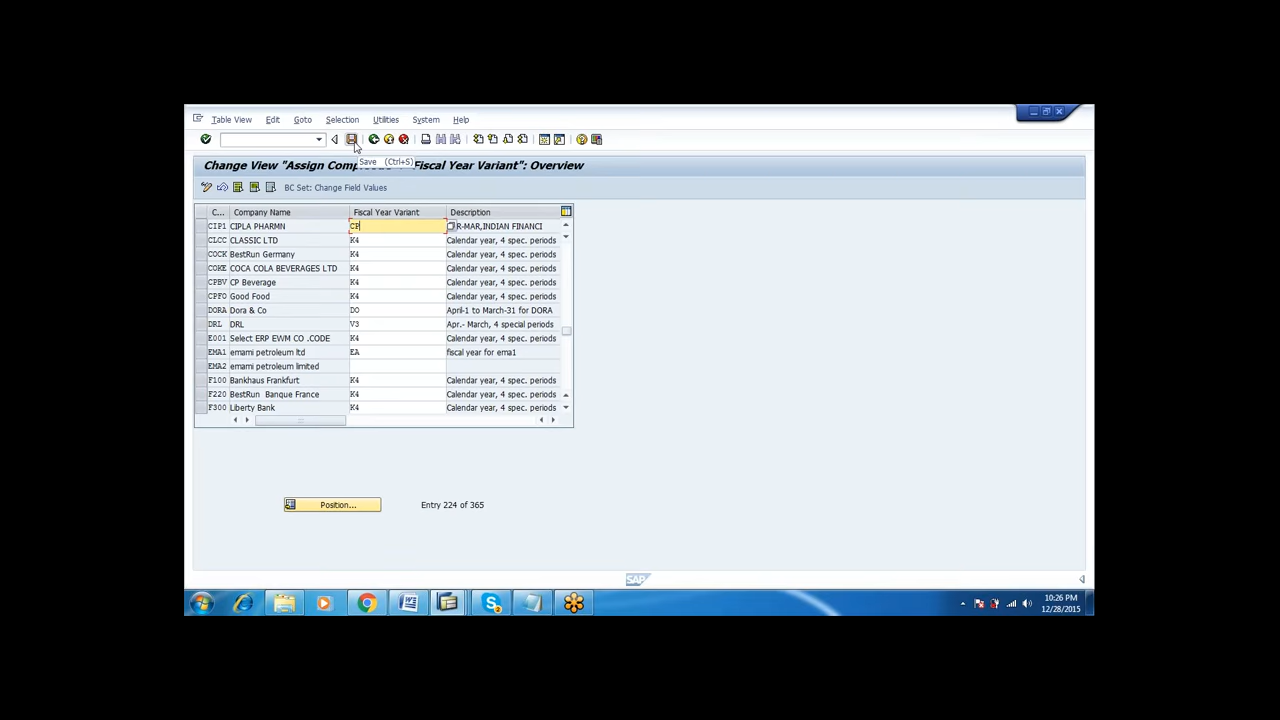 Table View Edit Goto Selection Utilities System Help
Save (Ctrl+S)
Change View "Assign Comp Fiscal Year Variant": Overview
BC Set: Change Field Values
C... Company Name Fiscal Year Variant Description
CIP1 CIPLA PHARMN CP R-MAR,INDIAN FINANCI
CLCC CLASSIC LTD K4 Calendar year, 4 spec. periods
COCK BestRun Germany K4 Calendar year, 4 spec. periods
COKE COCA COLA BEVERAGES LTD K4 Calendar year, 4 spec. periods
CPBV CP Beverage K4 Calendar year, 4 spec. periods
CPFO Good Food K4 Calendar year, 4 spec. periods
DORA Dora & Co DO April-1 to March-31 for DORA
DRL DRL V3 Apr.- March, 4 special periods
E001 Select ERP EWM CO .CODE K4 Calendar year, 4 spec. periods
EMA1 emami petroleum ltd EA fiscal year for ema1
EMA2 emami petroleum limited
F100 Bankhaus Frankfurt K4 Calendar year, 4 spec. periods
F220 BestRun Banque France K4 Calendar year, 4 spec. periods
F300 Liberty Bank K4 Calendar year, 4 spec. periods
Position... Entry 224 of 365
SAP
10:26 PM
12/28/2015